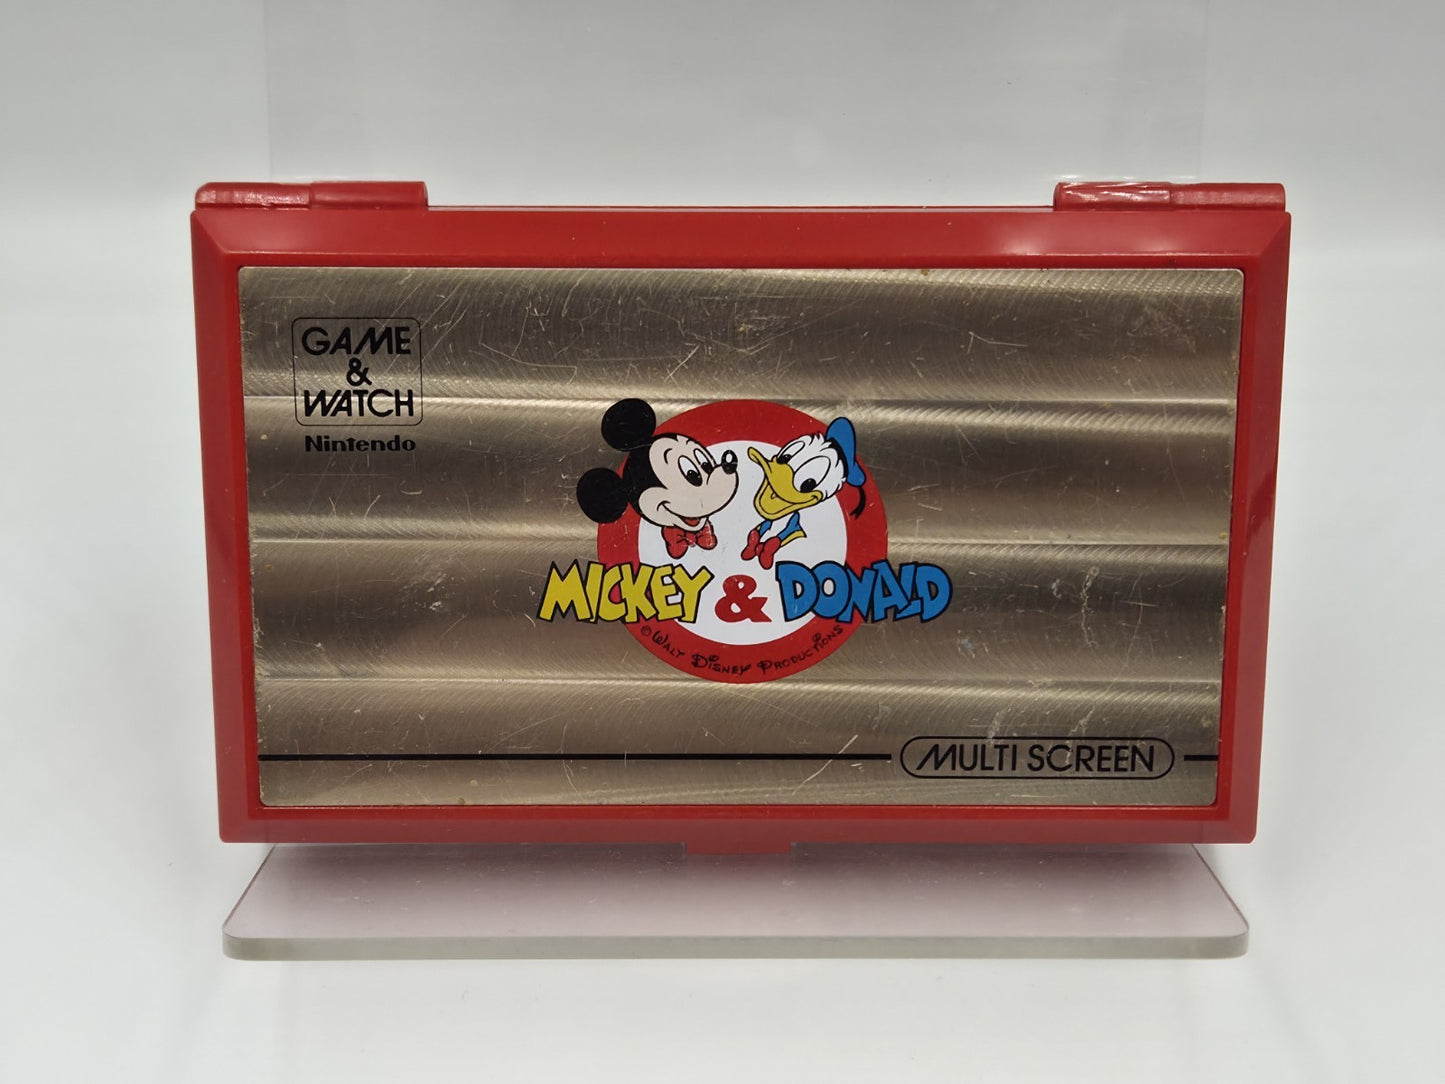 GAME
&
WATCH
Nintendo
MICKEY & DONALD
© WALT DISNEY PRODUCTIONS
MULTI SCREEN